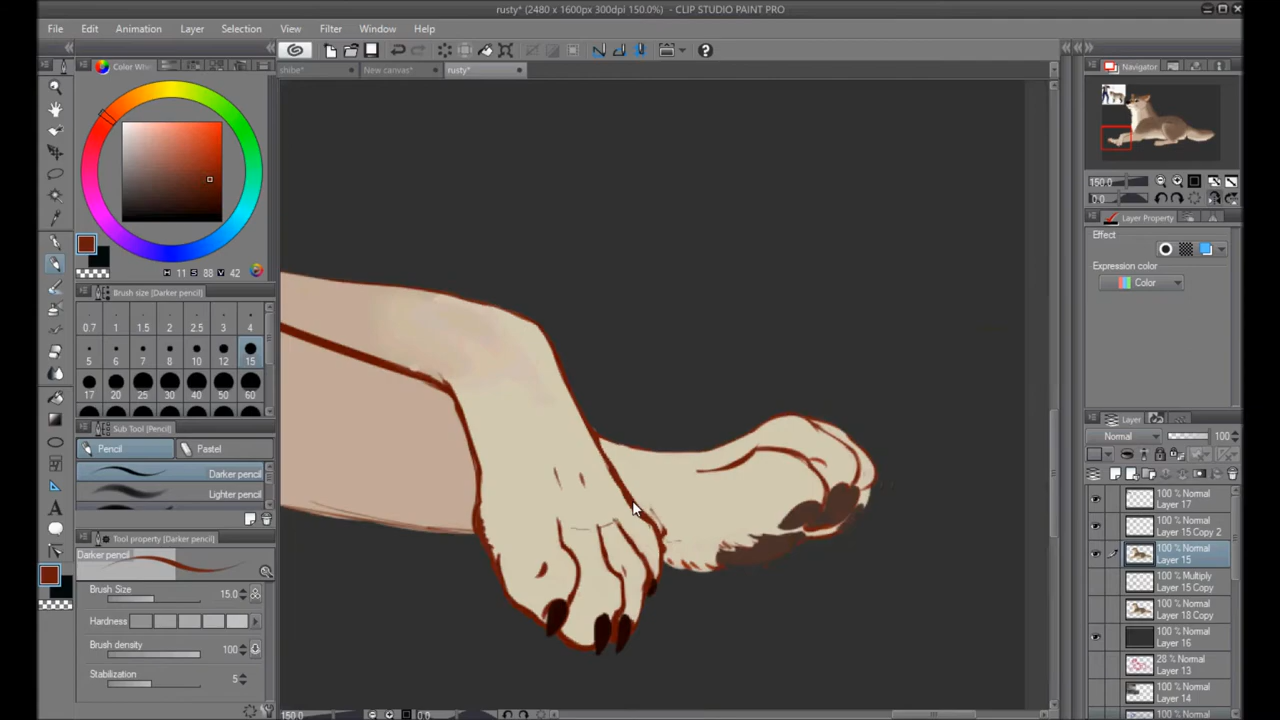 rusty* (2480 x 1600px 300dpi 150.0%) - CLIP STUDIO PAINT PRO
File Edit Animation Layer Selection View Filter Window Help
shibe* New canvas* rusty*
Color Whe
Navigator
H 11 S 88 V 42
150.0
0.0
Layer Property
Effect
Expression color
Color
Brush size [Darker pencil]
0.7 1 1.5 2 2.5 3 4
5 6 7 8 10 12 15
17 20 25 30 40 50 60
Sub Tool [Pencil]
Pencil Pastel
Darker pencil
Lighter pencil
Tool property [Darker pencil]
Darker pencil
Brush Size 15.0
Hardness
Brush density 100
Stabilization 5
Layer
Normal 100
100 % Normal
Layer 17
100 % Normal
Layer 15 Copy 2
100 % Normal
Layer 15
100 % Multiply
Layer 15 Copy
100 % Normal
Layer 18 Copy
100 % Normal
Layer 16
28 % Normal
Layer 13
100 % Normal
Layer 14
100 % Normal
150.0 0.0